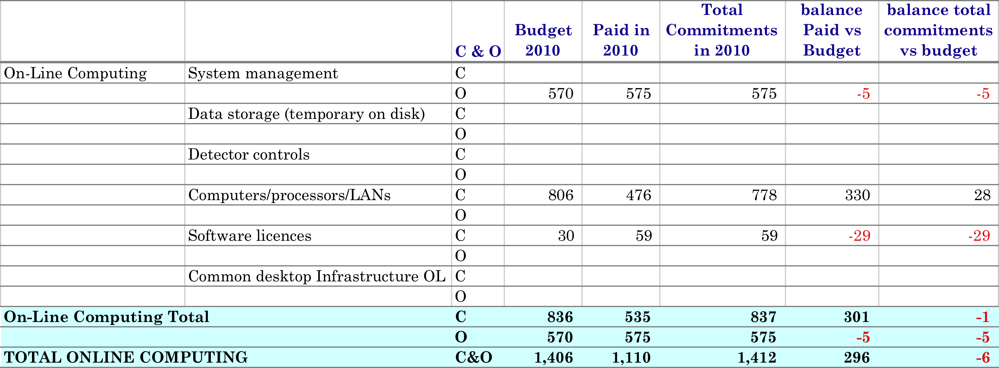 C & O Budget 2010 Paid in 2010 Total Commitments in 2010 balance Paid vs Budget balance total commitments vs budget
On-Line Computing System management C
O 570 575 575 -5 -5
Data storage (temporary on disk) C
O
Detector controls C
O
Computers/processors/LANs C 806 476 778 330 28
O
Software licences C 30 59 59 -29 -29
O
Common desktop Infrastructure OL C
O
On-Line Computing Total C 836 535 837 301 -1
O 570 575 575 -5 -5
TOTAL ONLINE COMPUTING C&O 1,406 1,110 1,412 296 -6